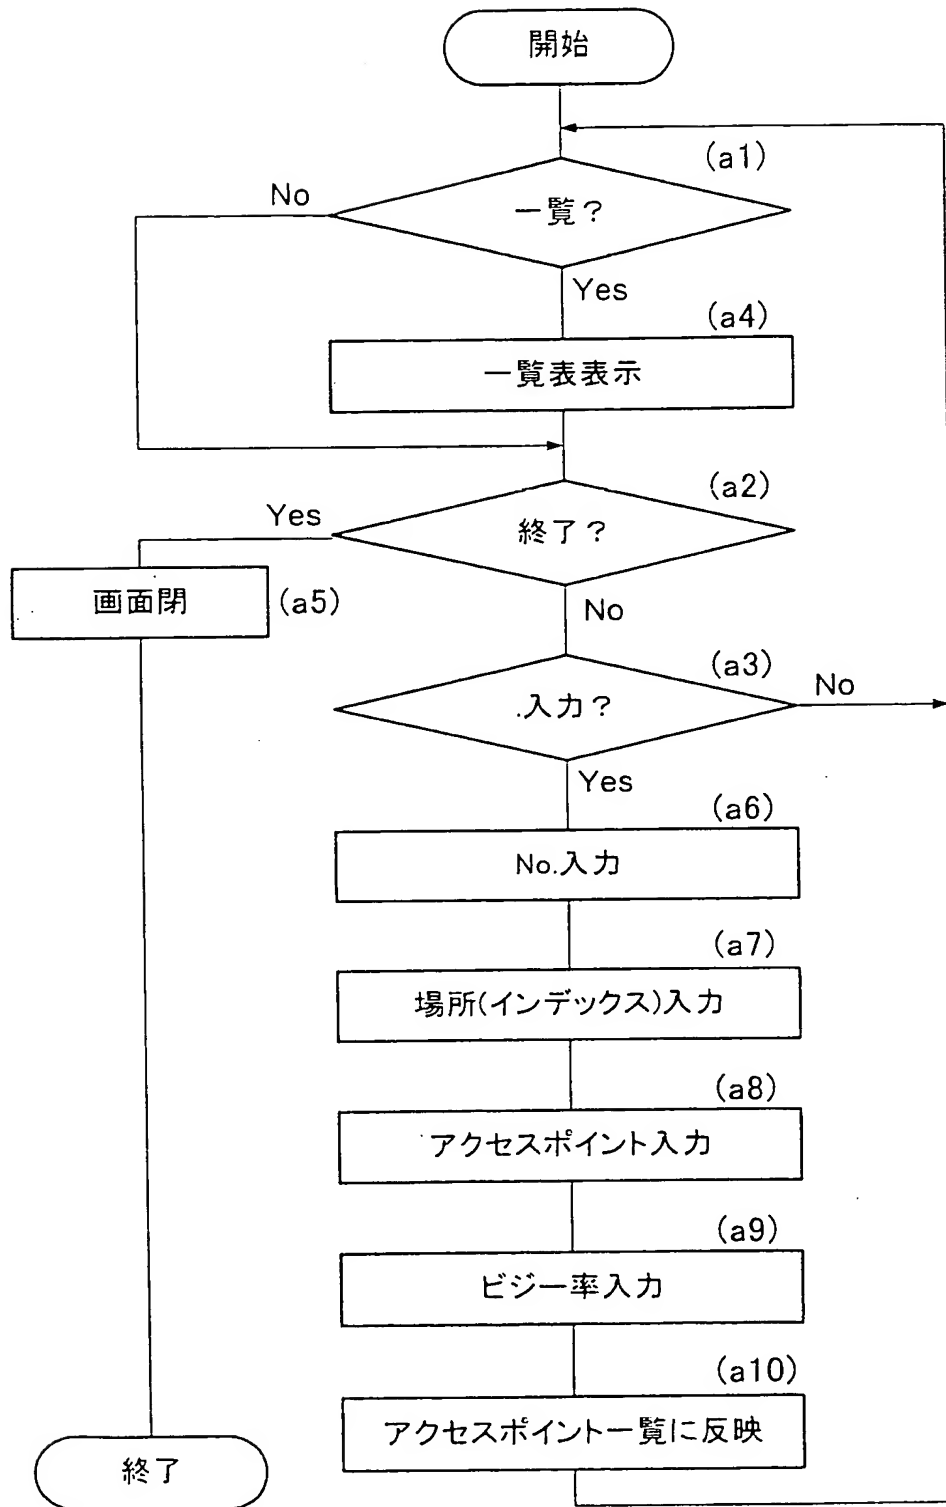 開始
(a1)
No
一覧?
Yes
(a4)
一覧表表示
(a2)
Yes
終了?
画面閉
(a5)
No
(a3)
No
入力?
Yes
(a6)
No.入力
(a7)
場所(インデックス)入力
(a8)
アクセスポイント入力
(a9)
ビジー率入力
(a10)
アクセスポイント一覧に反映
終了